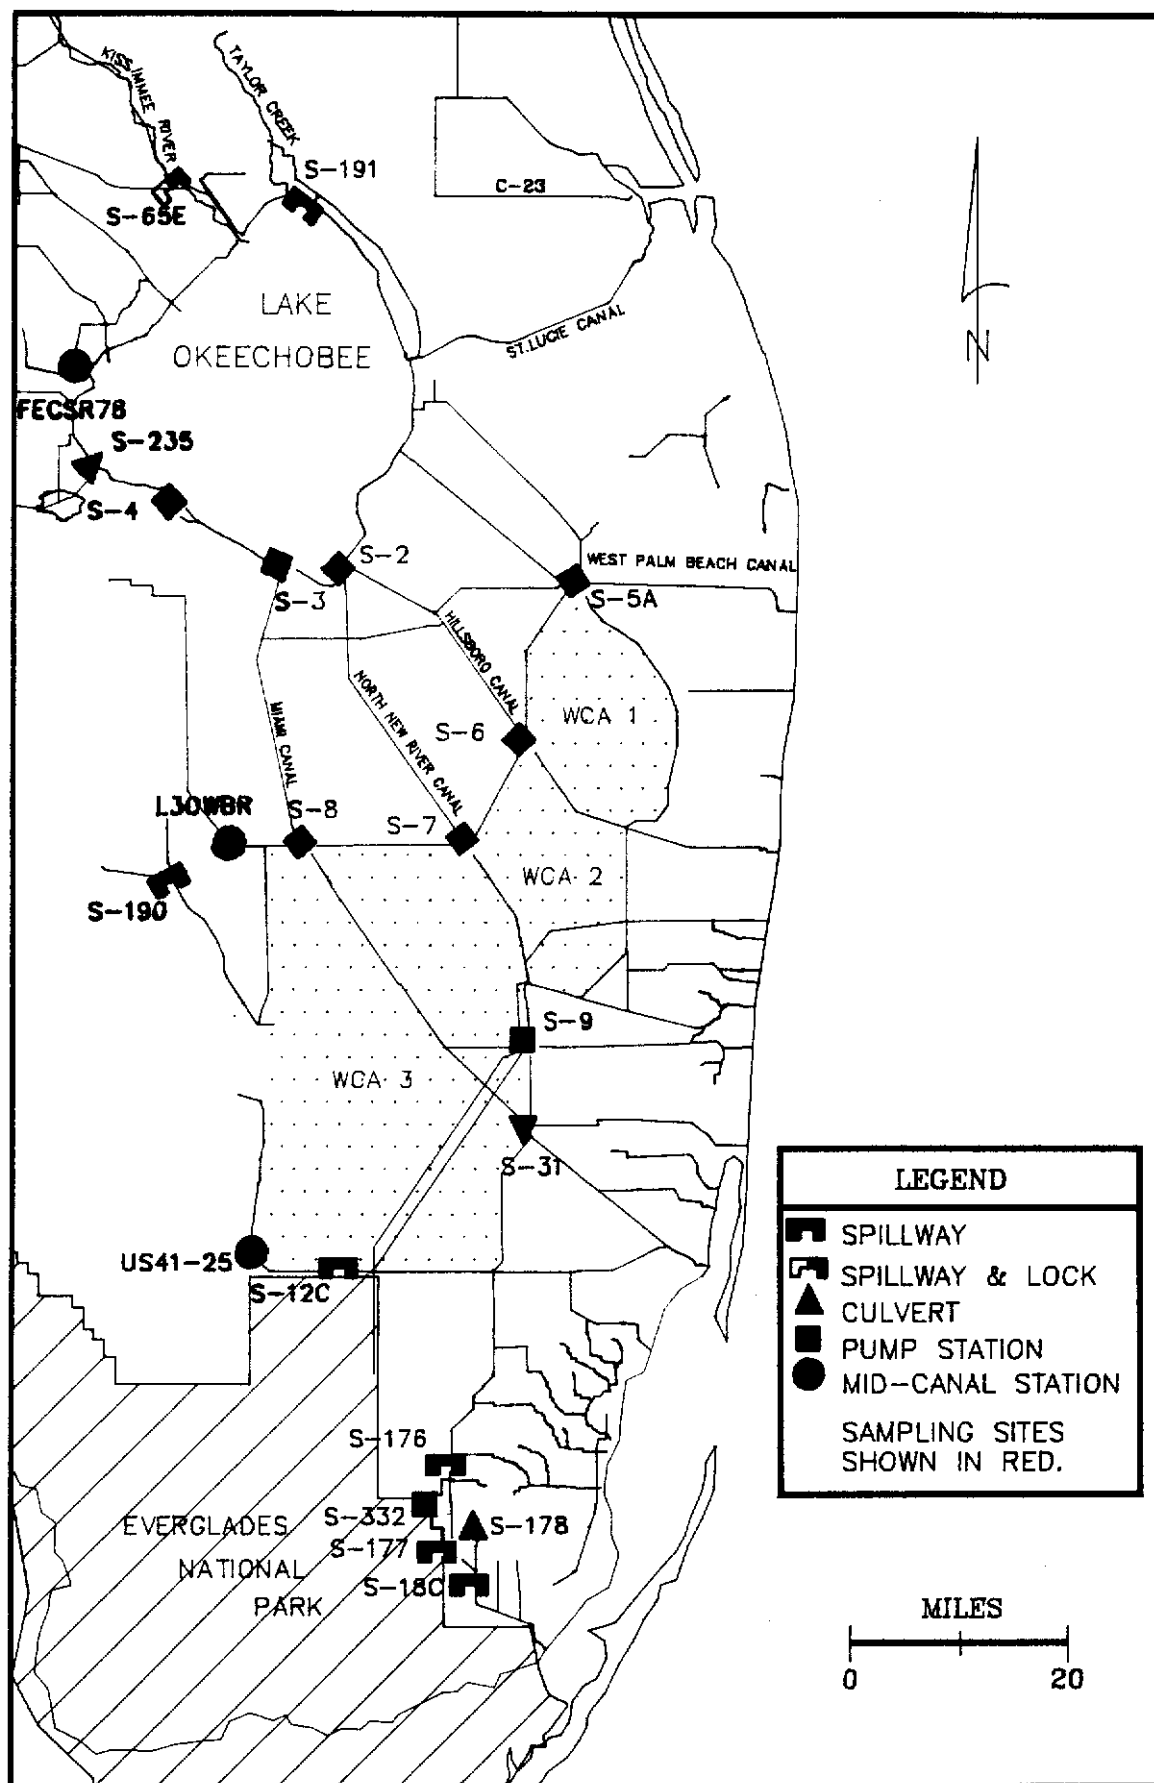 KISSIMMEE RIVER
TAYLOR CREEK
S-191
S-65E
C-23
LAKE
OKEECHOBEE
ST.LUCIE CANAL
N
FECSR78
S-235
S-4
S-3
S-2
WEST PALM BEACH CANAL
S-5A
HILLSBORO CANAL
NORTH NEW RIVER CANAL
MIAMI CANAL
WCA 1
S-6
L30WBR
S-8
S-7
WCA 2
S-190
S-9
WCA 3
S-31
US41-25
S-12C
LEGEND
SPILLWAY
SPILLWAY & LOCK
CULVERT
PUMP STATION
MID-CANAL STATION
SAMPLING SITES
SHOWN IN RED.
S-176
S-332
S-178
S-177
S-18C
EVERGLADES
NATIONAL
PARK
MILES
0 20